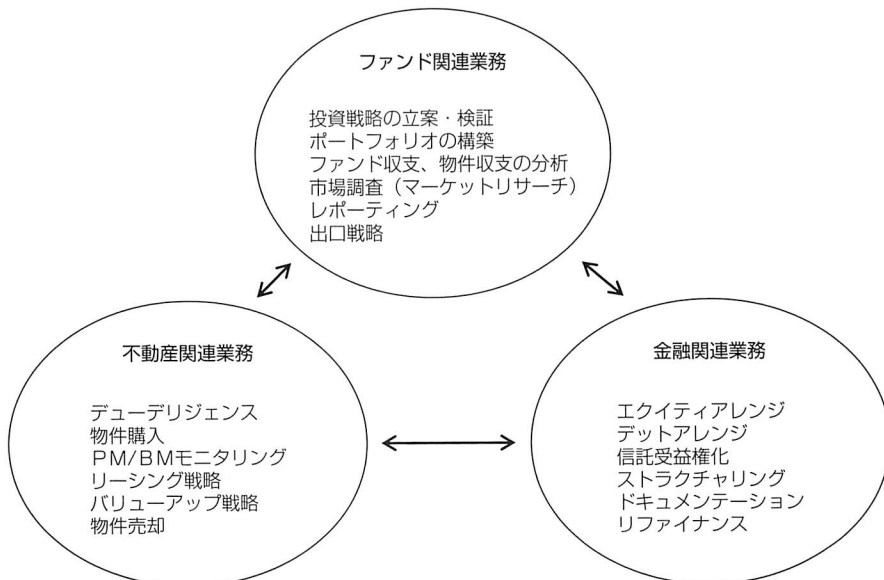 ファンド関連業務
投資戦略の立案・検証
ポートフォリオの構築
ファンド収支、物件収支の分析
市場調査（マーケットリサーチ）
レポーティング
出口戦略
不動産関連業務
デューデリジェンス
物件購入
ＰＭ/ＢＭモニタリング
リーシング戦略
バリューアップ戦略
物件売却
金融関連業務
エクイティアレンジ
デットアレンジ
信託受益権化
ストラクチャリング
ドキュメンテーション
リファイナンス